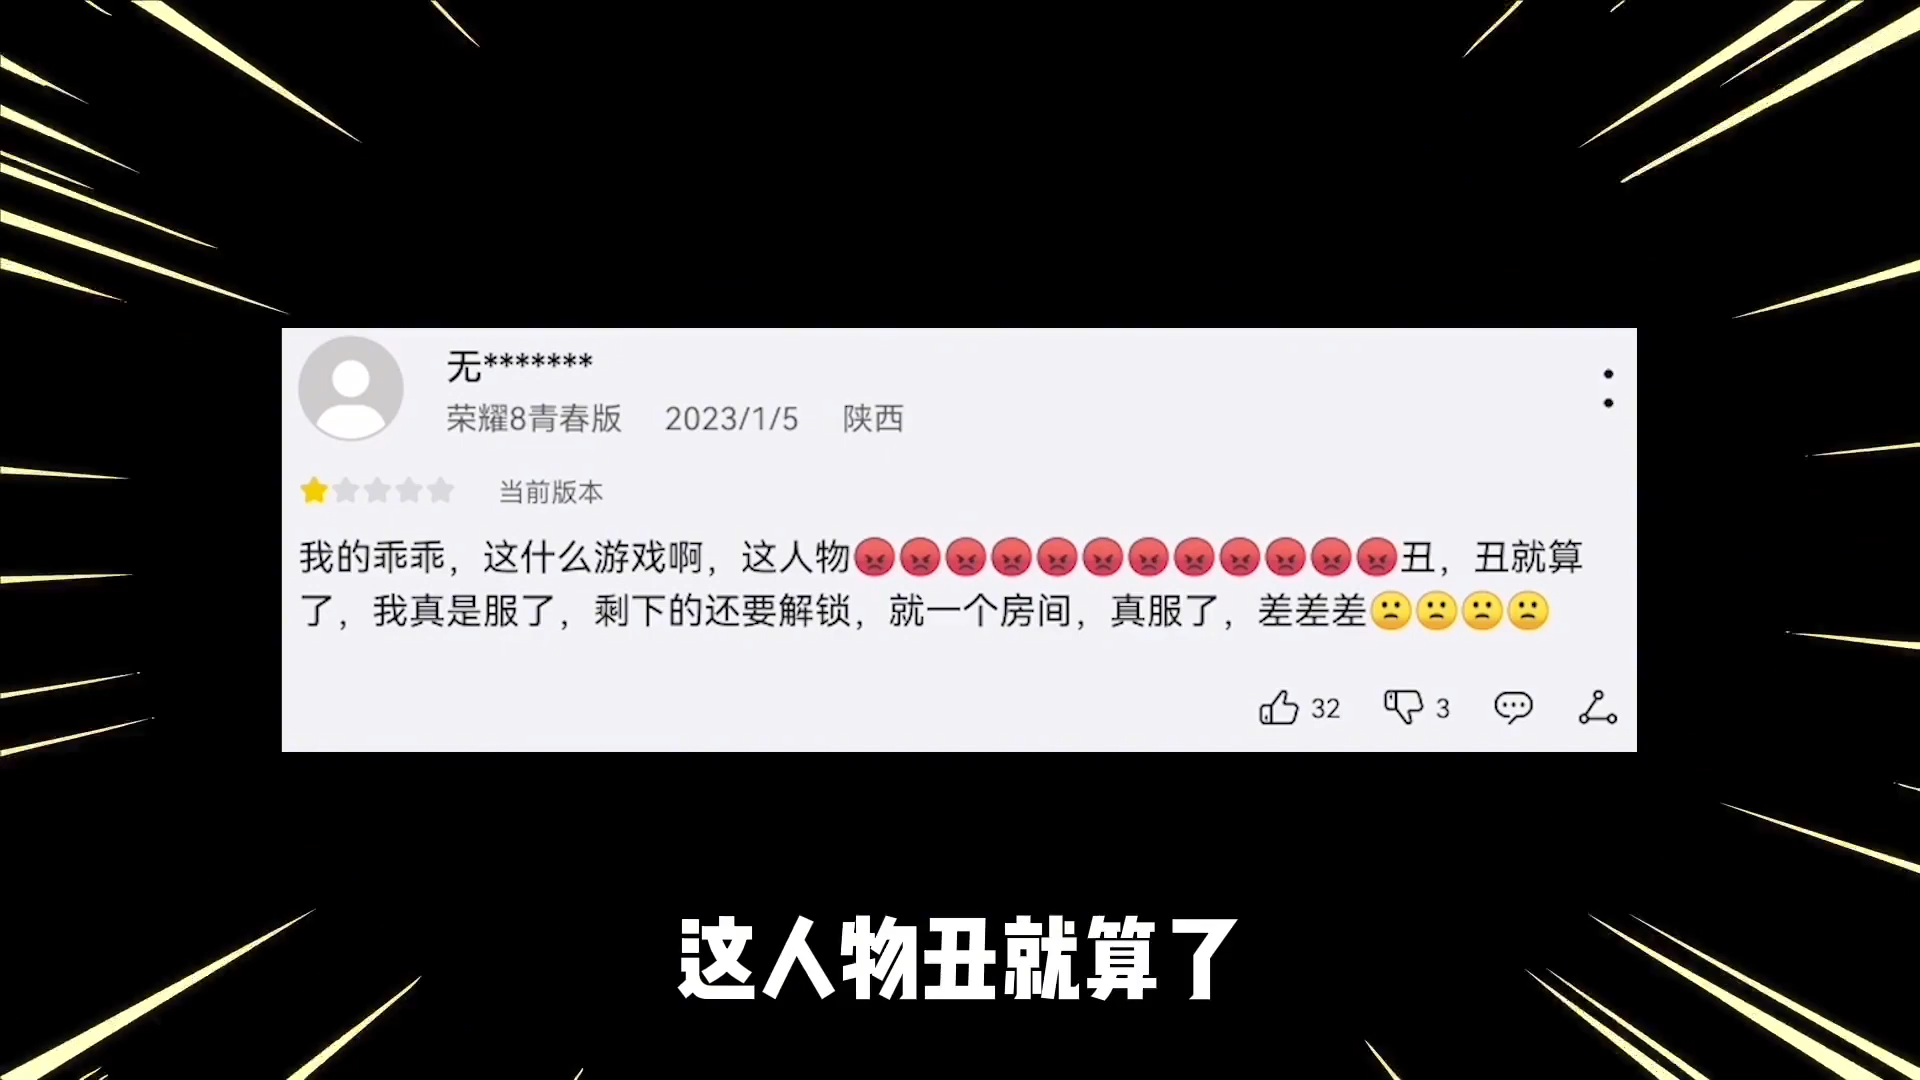 无*******
荣耀8青春版 2023/1/5 陕西
当前版本
我的乖乖，这什么游戏啊，这人物😡😡😡😡😡😡😡😡😡😡😡😡丑，丑就算
了，我真是服了，剩下的还要解锁，就一个房间，真服了，差差差🙁🙁🙁🙁
32 3
这人物丑就算了